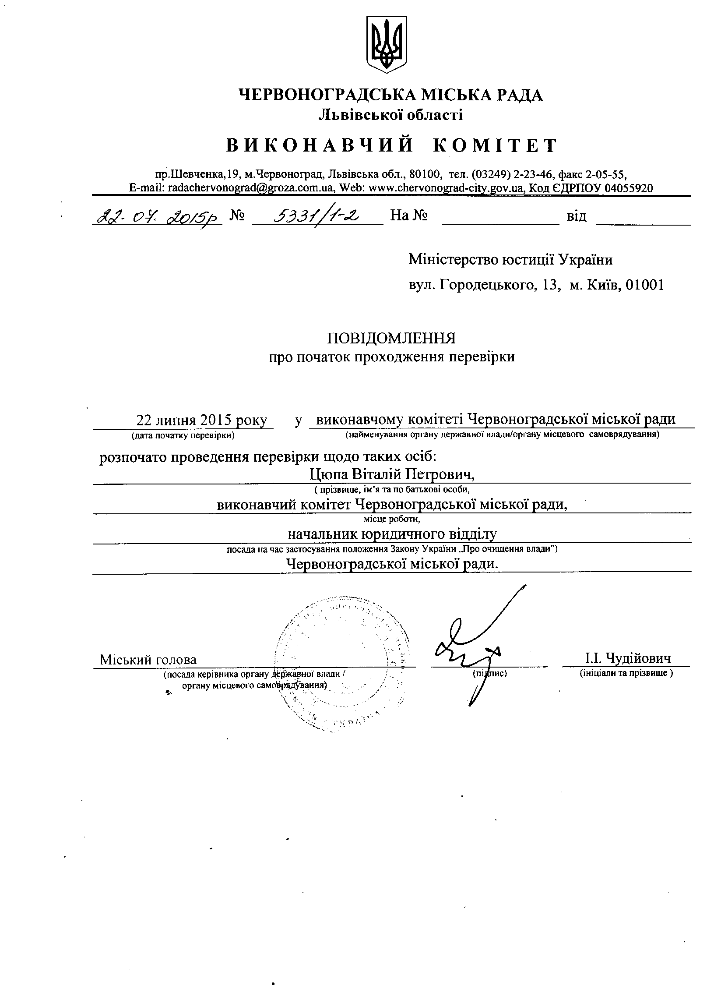 ЧЕРВОНОГРАДСЬКА МІСЬКА РАДА
Львівської області
ВИКОНАВЧИЙ КОМІТЕТ
пр.Шевченка,19, м.Червоноград, Львівська обл., 80100, тел. (03249) 2-23-46, факс 2-05-55,
E-mail: radachervonograd@groza.com.ua, Web: www.chervonograd-city.gov.ua, Код ЄДРПОУ 04055920
22. 07. 2015р № 5331/1-2 На № від
Міністерство юстиції України
вул. Городецького, 13, м. Київ, 01001
ПОВІДОМЛЕННЯ
про початок проходження перевірки
22 липня 2015 року у виконавчому комітеті Червоноградської міської ради
(дата початку перевірки) (найменування органу державної влади/органу місцевого самоврядування)
розпочато проведення перевірки щодо таких осіб:
Цюпа Віталій Петрович,
( прізвище, ім’я та по батькові особи,
виконавчий комітет Червоноградської міської ради,
місце роботи,
начальник юридичного відділу
посада на час застосування положення Закону України „Про очищення влади”)
Червоноградської міської ради.
Міський голова І.І. Чудійович
(посада керівника органу державної влади / (підпис) (ініціали та прізвище )
органу місцевого самоврядування)
УКРАЇНА